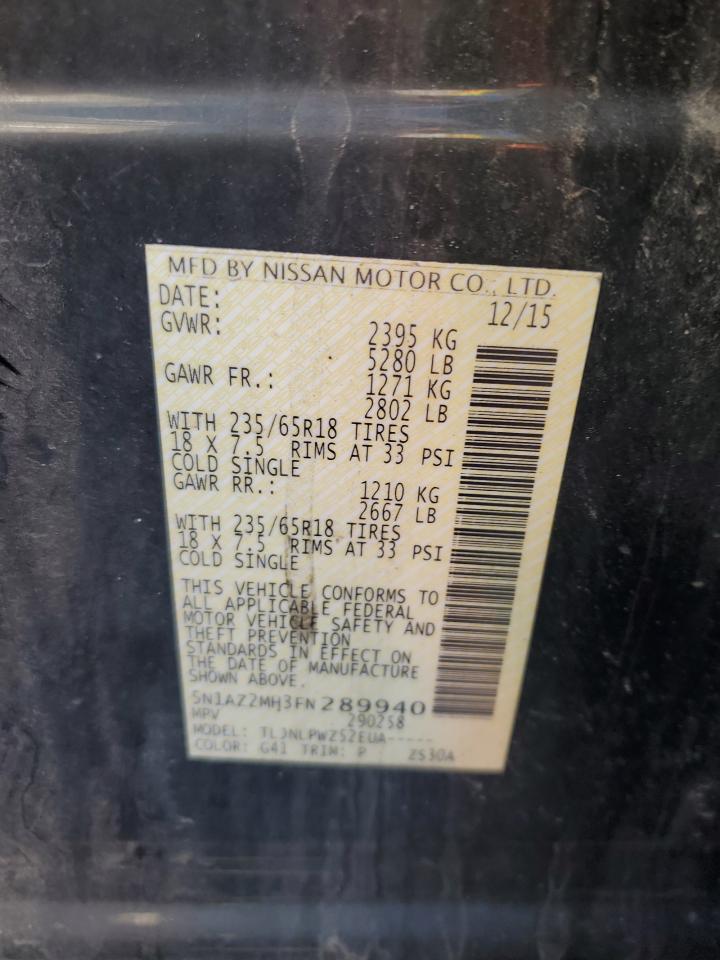 MFD BY NISSAN MOTOR CO., LTD.
DATE: 12/15
GVWR: 2395 KG
5280 LB
GAWR FR.: 1271 KG
2802 LB
WITH 235/65R18 TIRES
18 X 7.5 RIMS AT 33 PSI
COLD SINGLE
GAWR RR.: 1210 KG
2667 LB
WITH 235/65R18 TIRES
18 X 7.5 RIMS AT 33 PSI
COLD SINGLE
THIS VEHICLE CONFORMS TO
ALL APPLICABLE FEDERAL
MOTOR VEHICLE SAFETY AND
THEFT PREVENTION
STANDARDS IN EFFECT ON
THE DATE OF MANUFACTURE
SHOWN ABOVE.
5N1AZ2MH3FN289940
MPV 290258
MODEL: TLJNLPWZ52EUA-----
COLOR: G41 TRIM: P ZS30A